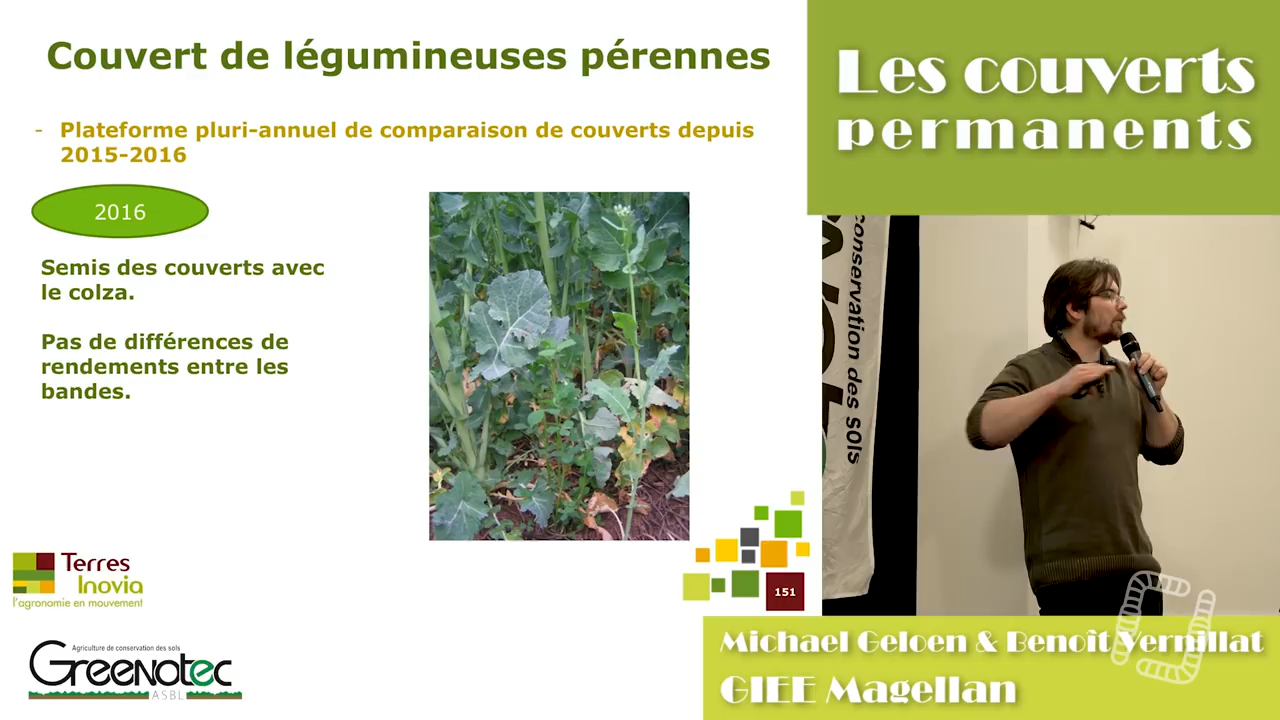 Couvert de légumineuses pérennes
- Plateforme pluri-annuel de comparaison de couverts depuis
2015-2016
2016
Semis des couverts avec
le colza.
Pas de différences de
rendements entre les
bandes.
Terres
Inovia
l'agronomie en mouvement
151
Agriculture de conservation des sols
Greenotec
ASBL
Les couverts
permanents
conservation des sols
Michael Geloen & Benoît Vernillat
GIEE Magellan